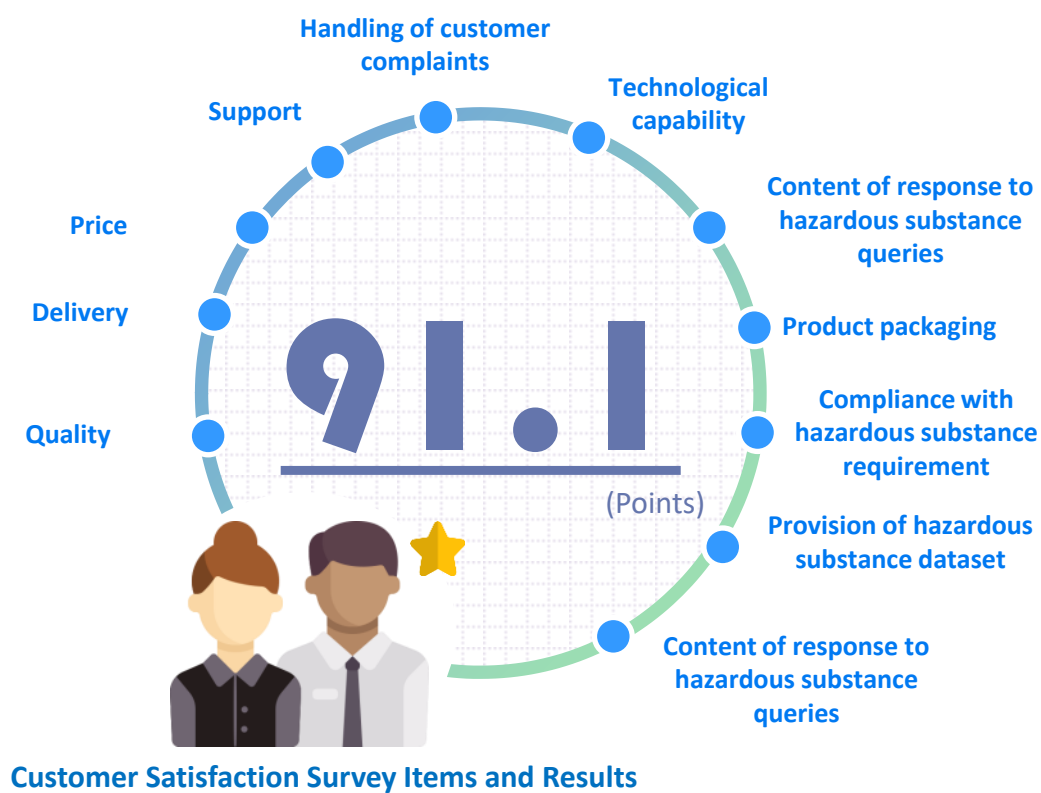 Handling of customer
complaints
Technological
capability
Support
Content of response to
hazardous substance
queries
Price
Delivery
Product packaging
91.1
Compliance with
hazardous substance
requirement
Quality
(Points)
Provision of hazardous
substance dataset
Content of response to
hazardous substance
queries
Customer Satisfaction Survey Items and Results